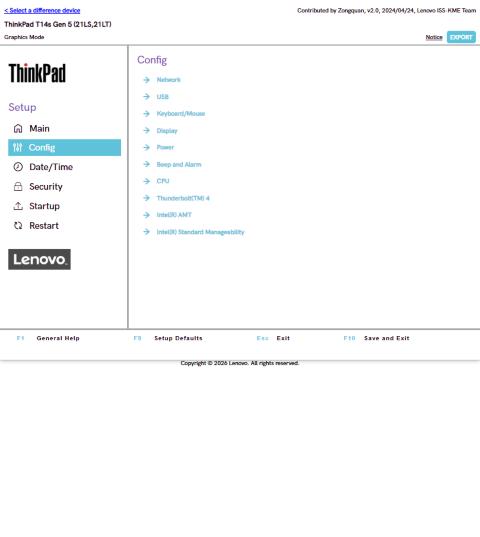 < Select a different device
Contributed by Zongquan, v2.0, 2024/04/24, Lenovo ISS-KME Team
ThinkPad T14s Gen 5 (21LS,21LT)
Graphics Mode
Notice
EXPORT
ThinkPad
Setup
Main
Config
Date/Time
Security
Startup
Restart
Lenovo
Config
Network
USB
Keyboard/Mouse
Display
Power
Beep and Alarm
CPU
Thunderbolt(TM) 4
Intel(R) AMT
Intel(R) Standard Manageability
F1 General Help
F9 Setup Defaults
Esc Exit
F10 Save and Exit
Copyright © 2026 Lenovo. All rights reserved.